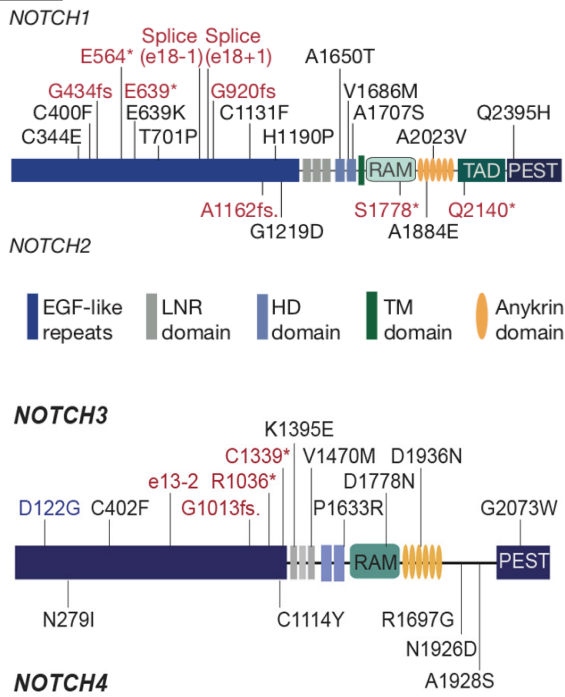 NOTCH1
Splice Splice
E564* (e18-1) (e18+1) A1650T
G434fs E639* G920fs V1686M
C400F E639K C1131F A1707S Q2395H
C344E T701P H1190P A2023V
RAM TAD PEST
A1162fs. S1778* Q2140*
G1219D A1884E
NOTCH2
EGF-like LNR HD TM Anykrin
repeats domain domain domain domain
NOTCH3
K1395E
C1339* V1470M D1936N
e13-2 R1036* D1778N
D122G C402F G1013fs. P1633R G2073W
RAM PEST
N279I C1114Y R1697G
N1926D
A1928S
NOTCH4